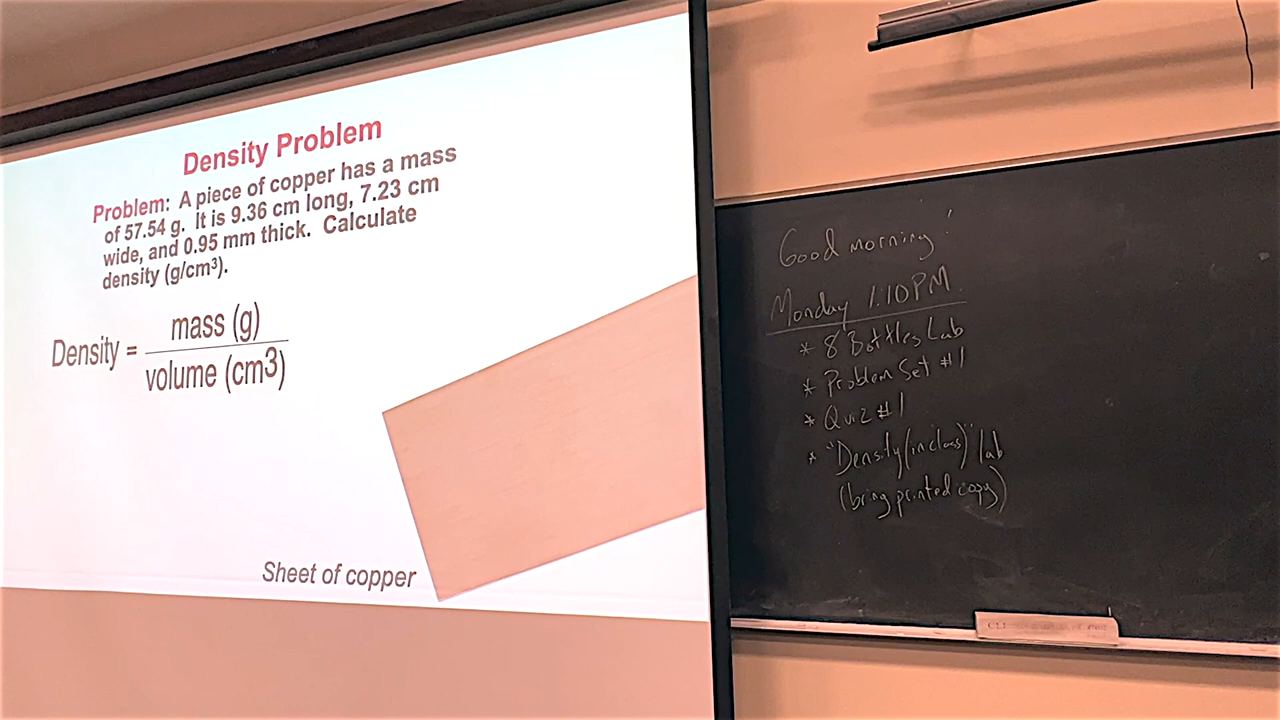 Density Problem
Problem: A piece of copper has a mass
of 57.54 g. It is 9.36 cm long, 7.23 cm
wide, and 0.95 mm thick. Calculate
density (g/cm³).
Density = mass (g)
volume (cm3)
Sheet of copper
Good morning!
Monday 1:10PM
* 8 Bottles Lab
* Problem Set #1
* Quiz #1
* "Density (in class)" lab
(bring printed copy)